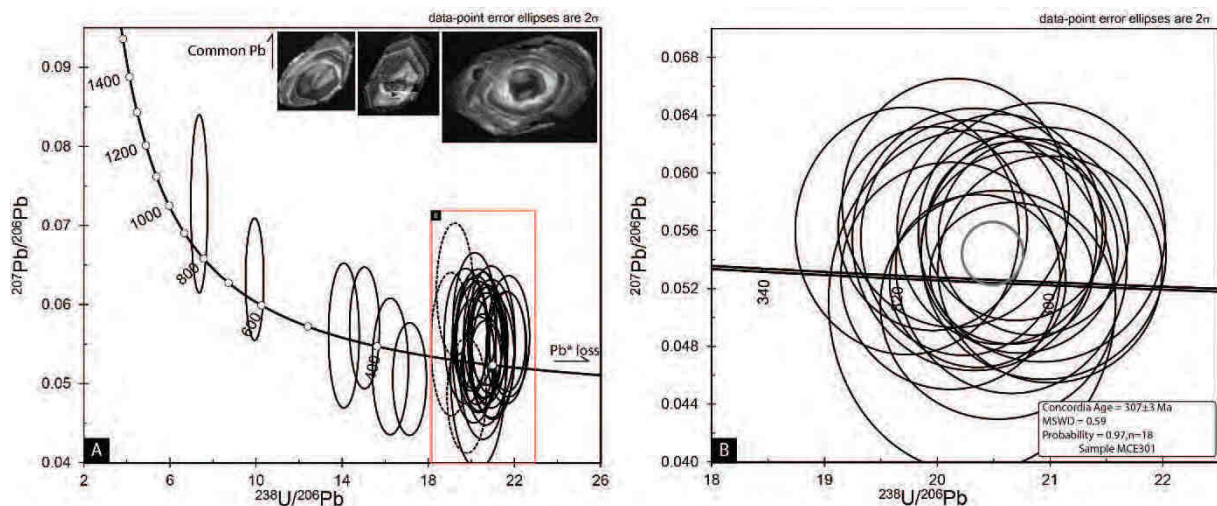 data-point error ellipses are 2σ
Common Pb
0.09
0.08
0.07
0.06
0.05
0.04
207Pb/206Pb
1400
1200
1000
800
600
400
Pb* loss
A
2 6 10 14 18 22 26
238U/206Pb
data-point error ellipses are 2σ
0.068
0.064
0.060
0.056
0.052
0.048
0.044
0.040
207Pb/206Pb
340
320
300
Concordia Age = 307±3 Ma
MSWD = 0.59
Probability = 0.97, n=18
Sample MCE301
B
18 19 20 21 22
238U/206Pb